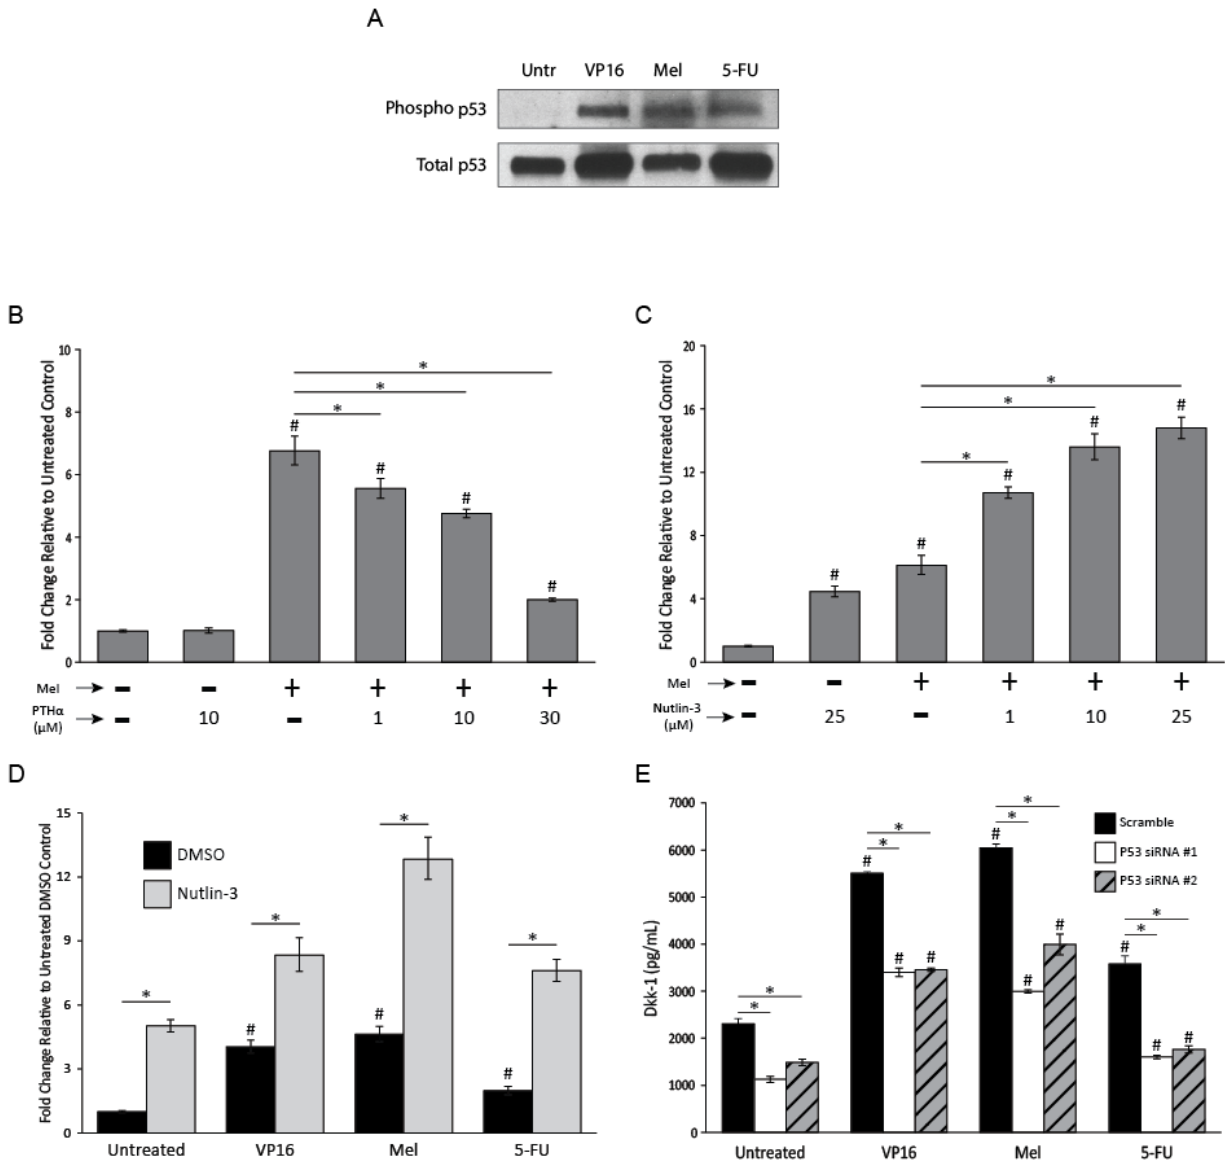 A
Untr VP16 Mel 5-FU
Phospho p53
Total p53
B
Fold Change Relative to Untreated Control
10
8
6
4
2
0
*
*
*
#
#
#
#
Mel - - + + + +
PTHα
(μM) - 10 - 1 10 30
C
Fold Change Relative to Untreated Control
20
16
12
8
4
0
*
*
*
#
#
#
#
#
Mel - - + + + +
Nutlin-3
(μM) - 25 - 1 10 25
D
Fold Change Relative to Untreated DMSO Control
15
12
9
6
3
0
DMSO
Nutlin-3
*
*
*
*
#
#
#
Untreated VP16 Mel 5-FU
E
Dkk-1 (pg/mL)
7000
6000
5000
4000
3000
2000
1000
0
Scramble
P53 siRNA #1
P53 siRNA #2
*
*
*
*
*
*
*
*
#
#
#
#
#
#
#
#
#
Untreated VP16 Mel 5-FU